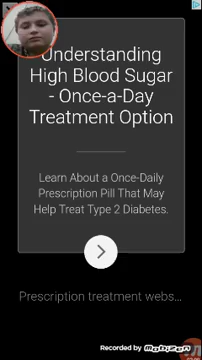 Understanding
High Blood Sugar
- Once-a-Day
Treatment Option
Learn About a Once-Daily
Prescription Pill That May
Help Treat Type 2 Diabetes.
Prescription treatment webs...
Recorded by Mobizen